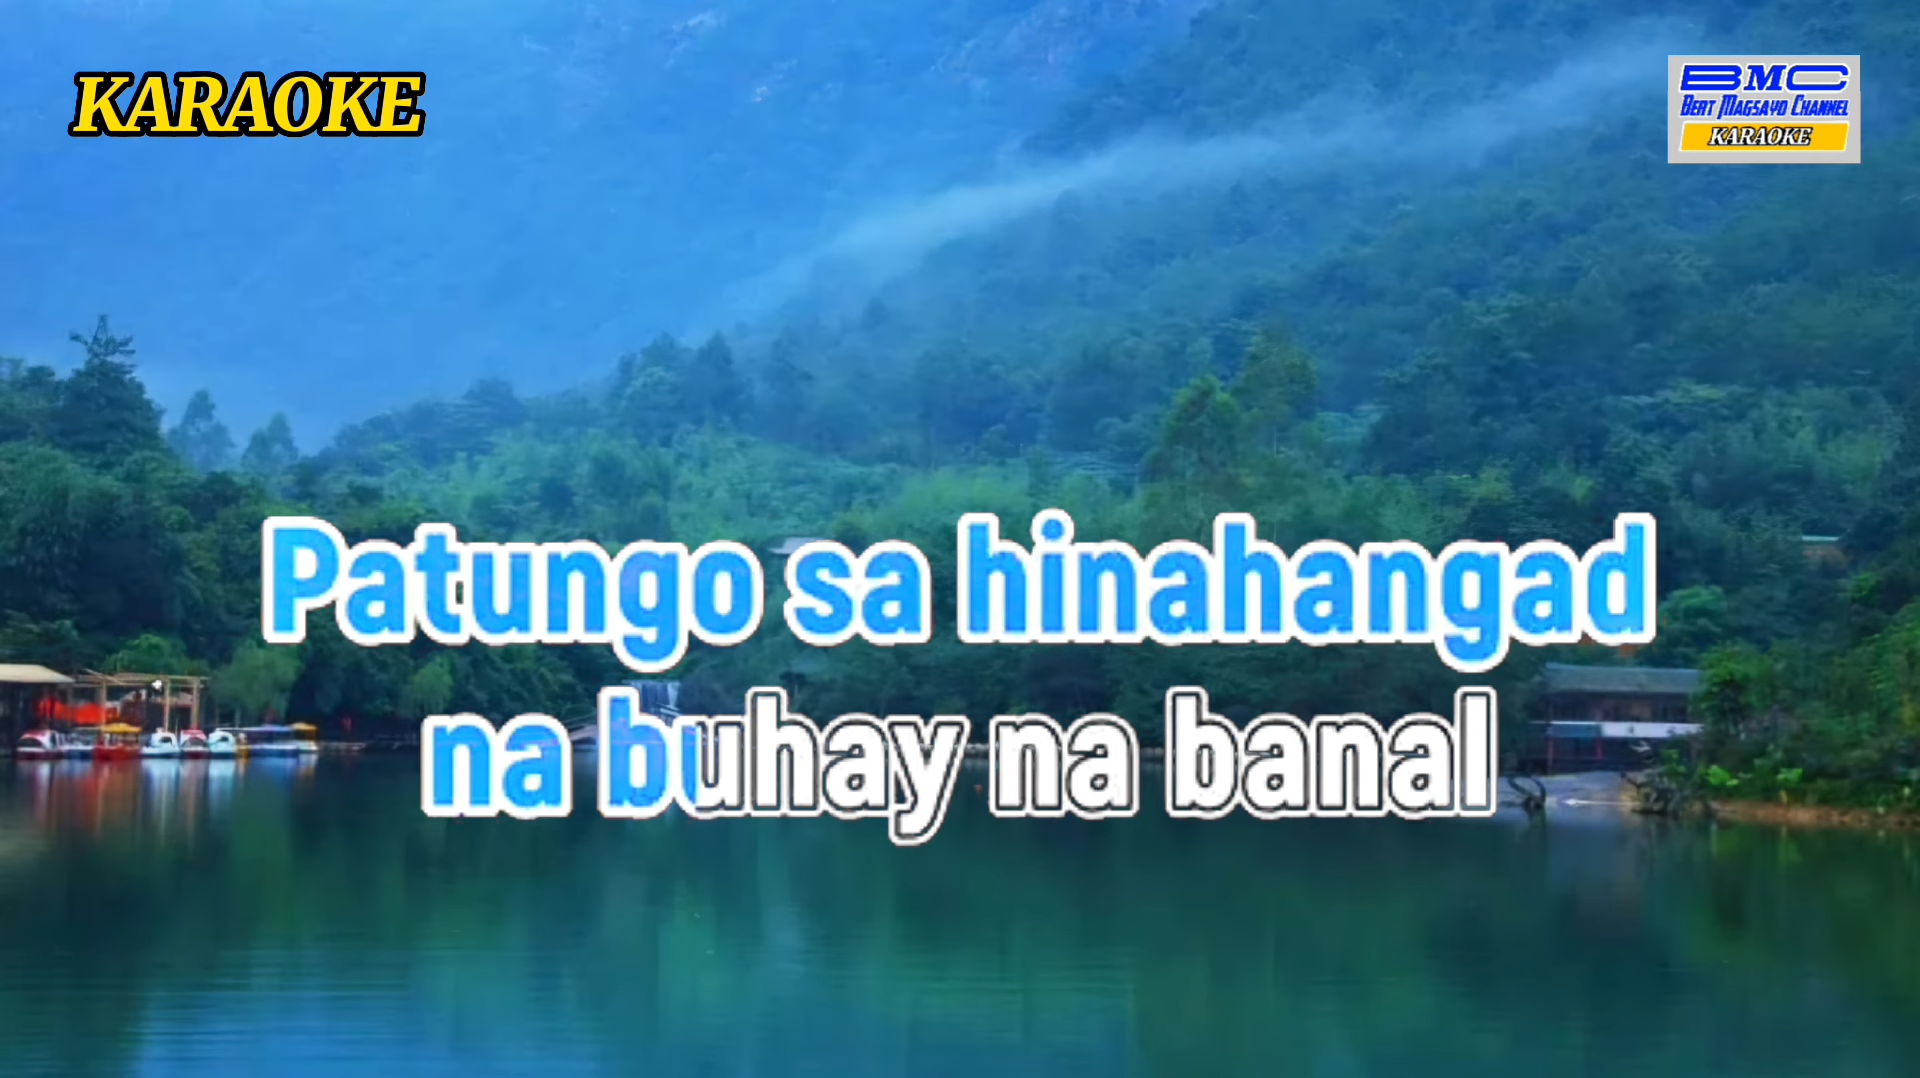 KARAOKE
BMC
BERT MAGSAYO CHANNEL
KARAOKE
Patungo sa hinahangad
na buhay na banal